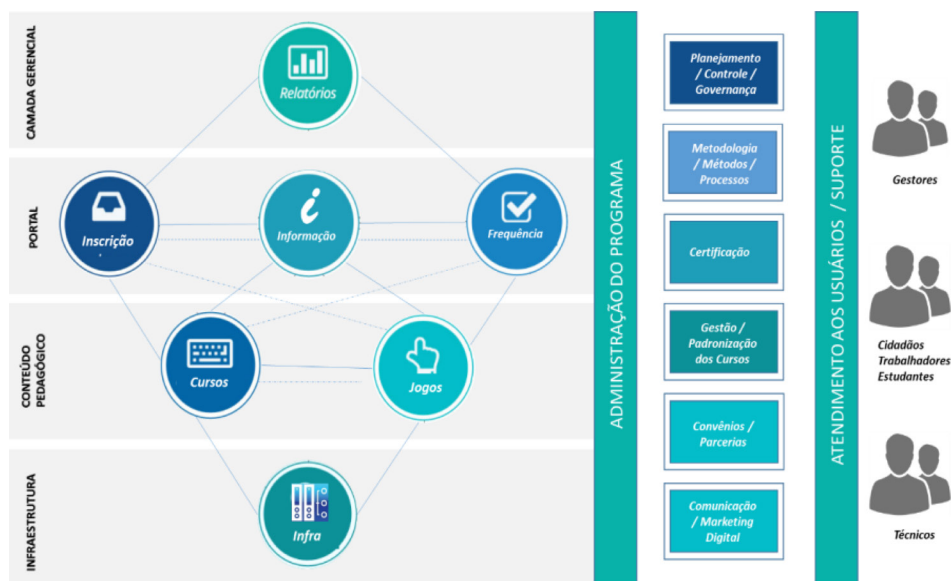 CAMADA GERENCIAL
Relatórios
PORTAL
Inscrição
Informação
Frequência
CONTEÚDO
PEDAGÓGICO
Cursos
Jogos
INFRAESTRUTURA
Infra
ADMINISTRAÇÃO DO PROGRAMA
Planejamento
/ Controle /
Governança
Metodologia
/ Métodos /
Processos
Certificação
Gestão /
Padronização
dos Cursos
Convênios /
Parcerias
Comunicação
/ Marketing
Digital
ATENDIMENTO AOS USUÁRIOS / SUPORTE
Gestores
Cidadãos
Trabalhadores
Estudantes
Técnicos